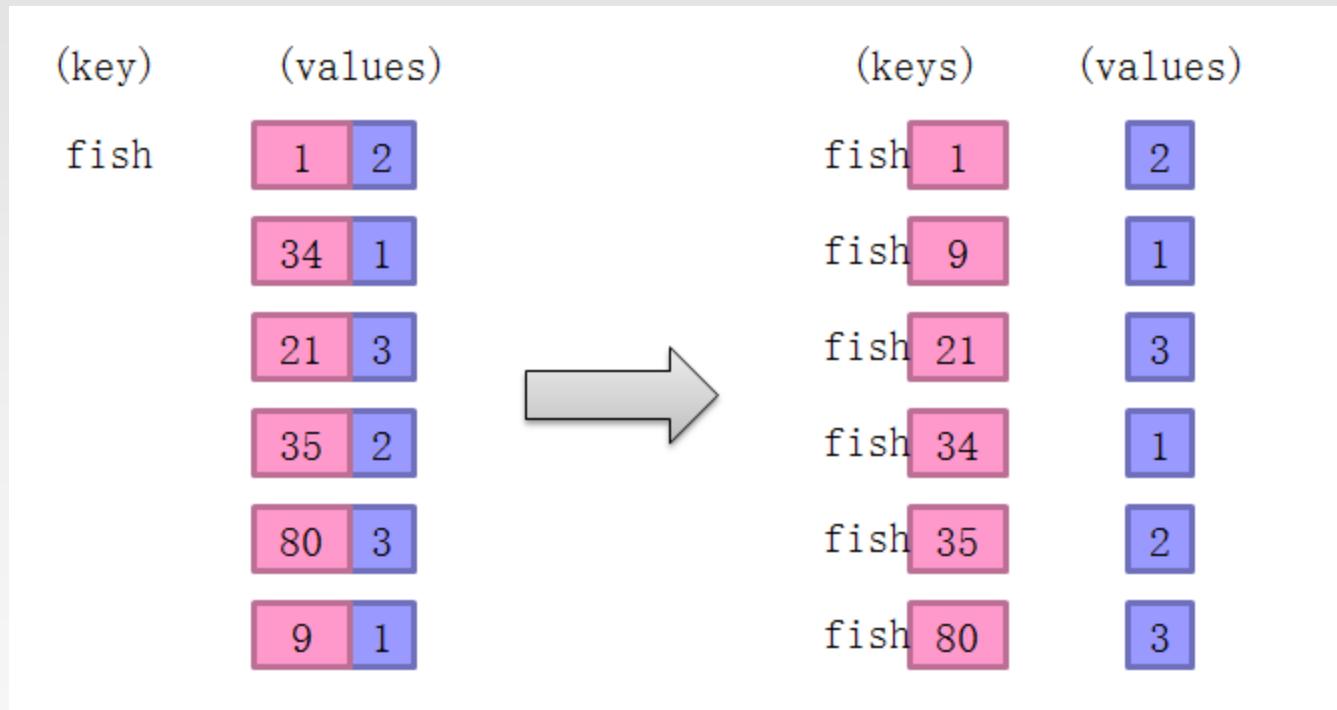 (key) (values) (keys) (values)
fish 1 2 fish 1 2
34 1 fish 9 1
21 3 fish 21 3
35 2 fish 34 1
80 3 fish 35 2
9 1 fish 80 3